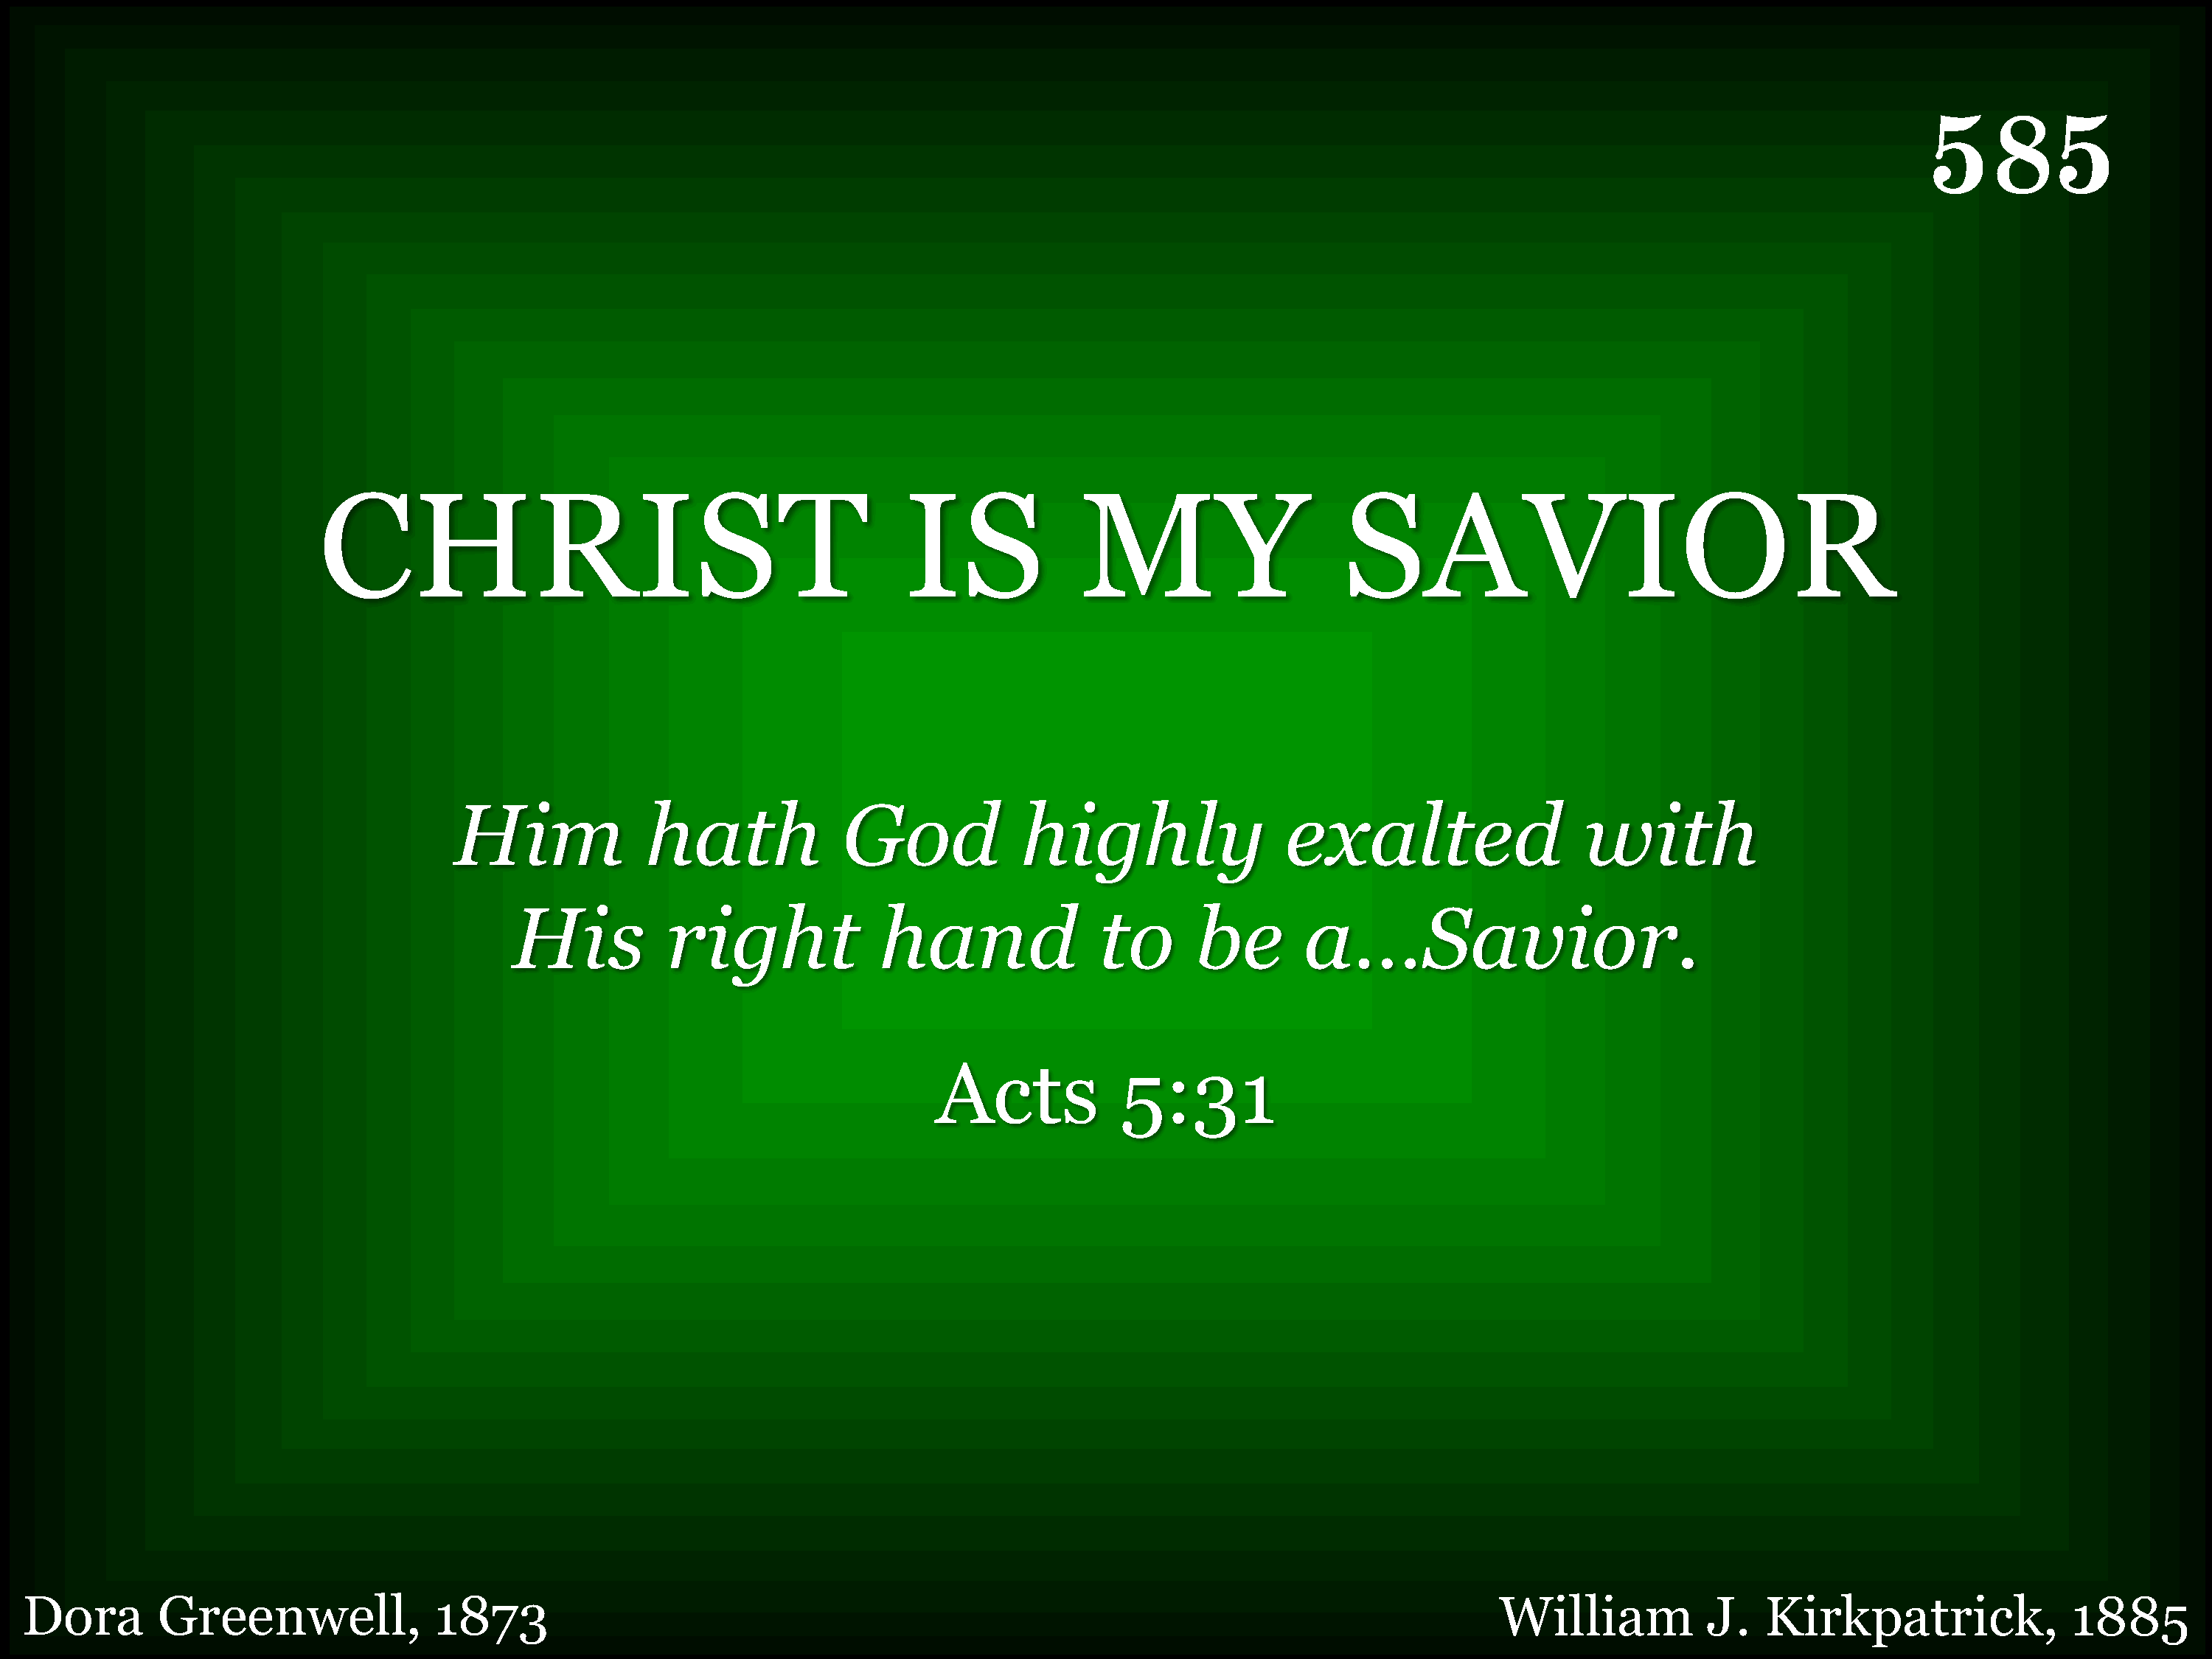 585
CHRIST IS MY SAVIOR
Him hath God highly exalted with
His right hand to be a...Savior.
Acts 5:31
Dora Greenwell, 1873
William J. Kirkpatrick, 1885